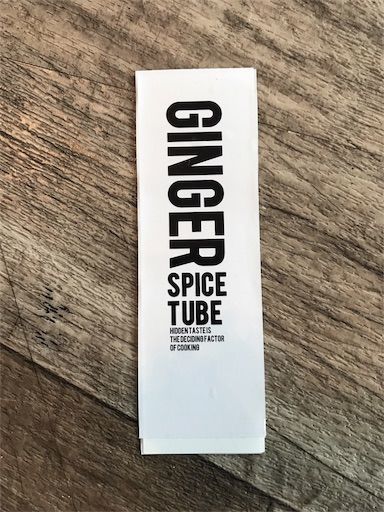 GINGER
SPICE
TUBE
HIDDEN TASTE IS
THE DECIDING FACTOR
OF COOKING